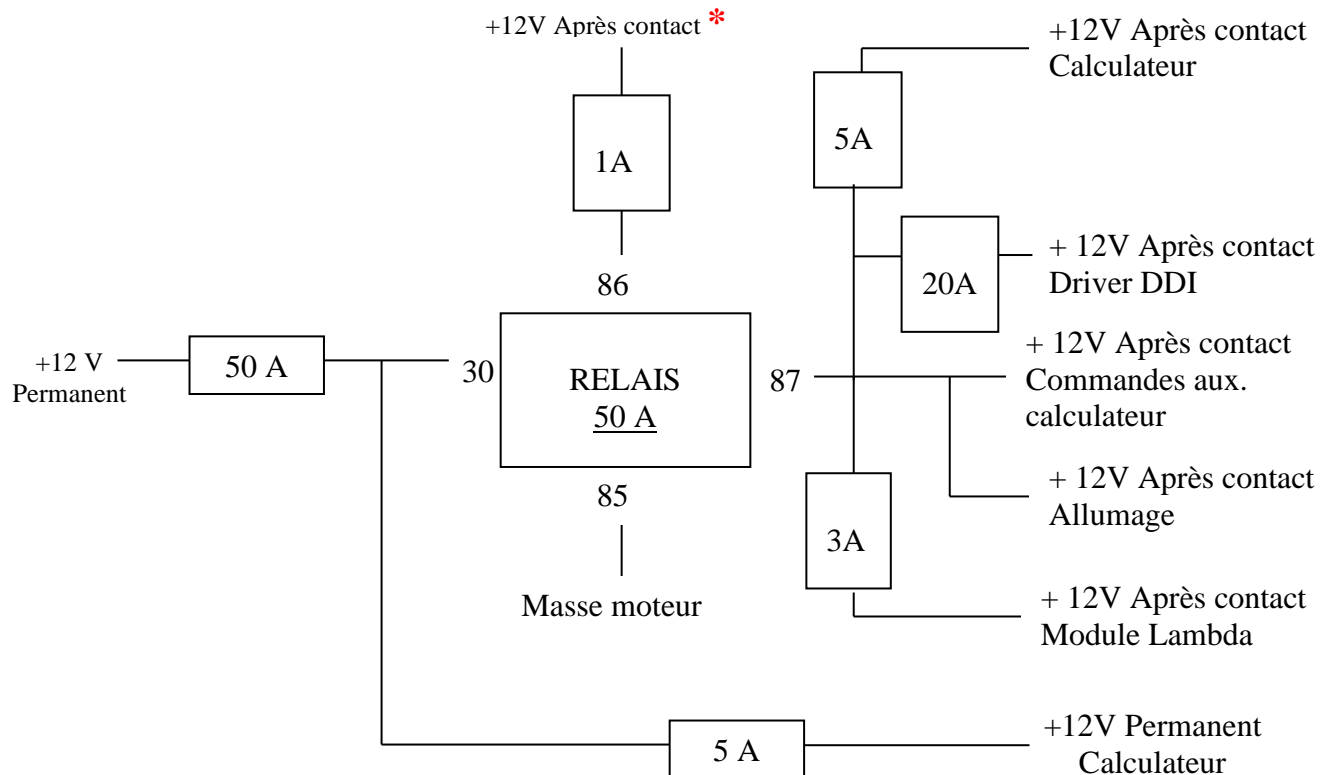 +12V Après contact *
+12V Après contact
Calculateur
1A
5A
+ 12V Après contact
Driver DDI
20A
86
+12 V
Permanent
50 A
30
RELAIS
50 A
87
+ 12V Après contact
Commandes aux.
calculateur
85
+ 12V Après contact
Allumage
3A
Masse moteur
+ 12V Après contact
Module Lambda
5 A
+12V Permanent
Calculateur